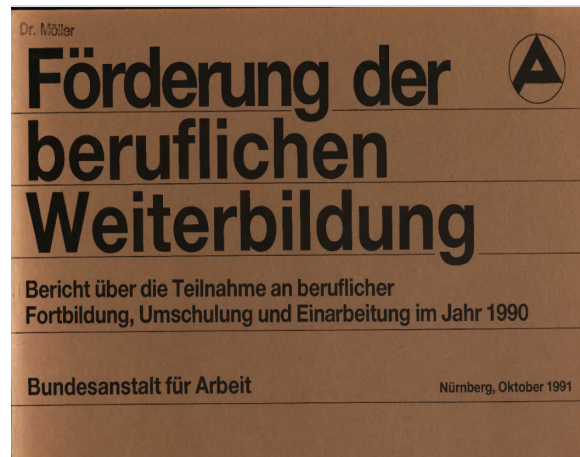 Dr. Möller
Förderung der
beruflichen
Weiterbildung
Bericht über die Teilnahme an beruflicher
Fortbildung, Umschulung und Einarbeitung im Jahr 1990
Bundesanstalt für Arbeit
Nürnberg, Oktober 1991